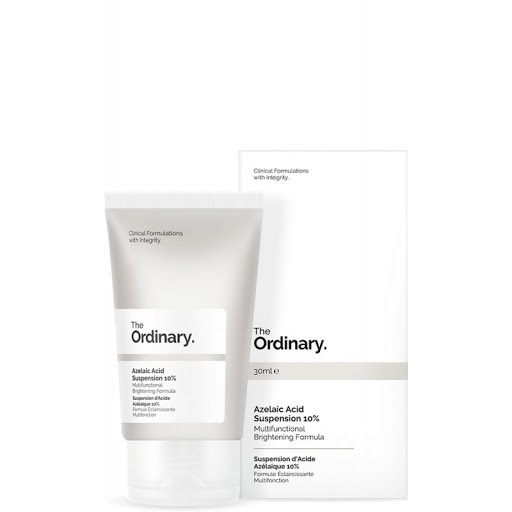 Clinical Formulations
with Integrity.
The
Ordinary.
Azelaic Acid
Suspension 10%
Multifunctional
Brightening Formula
Suspension d'Acide
Azélaïque 10%
Formule Eclaircissante
Multifonction
Clinical Formulations
with Integrity.
The
Ordinary.
30ml e
Azelaic Acid
Suspension 10%
Multifunctional
Brightening Formula
Suspension d'Acide
Azélaïque 10%
Formule Eclaircissante
Multifonction